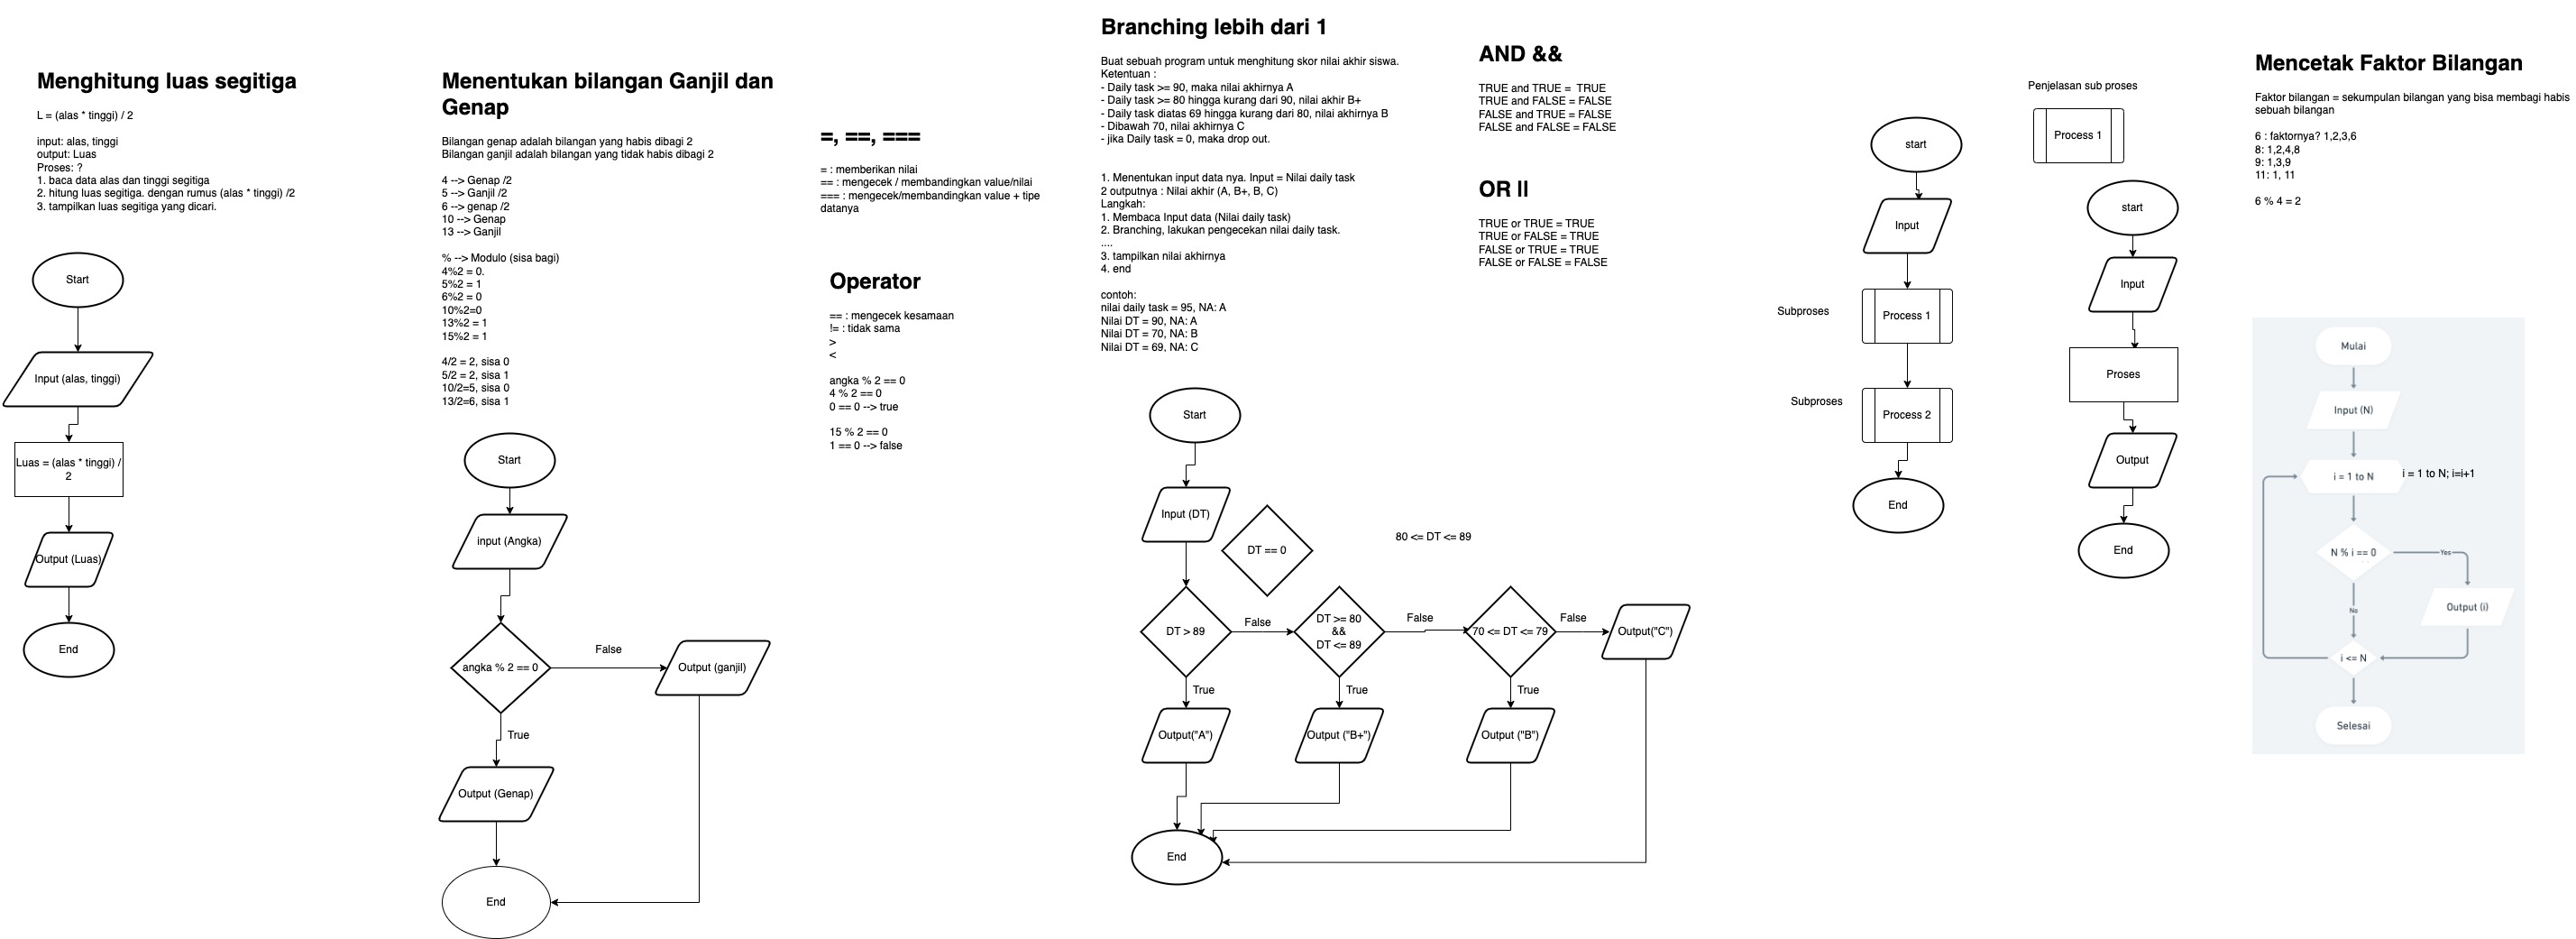 Menghitung luas segitiga
L = (alas * tinggi) / 2
input: alas, tinggi
output: Luas
Proses: ?
1. baca data alas dan tinggi segitiga
2. hitung luas segitiga. dengan rumus (alas * tinggi) /2
3. tampilkan luas segitiga yang dicari.
Start
Input (alas, tinggi)
Luas = (alas * tinggi) /
2
Output (Luas)
End
Menentukan bilangan Ganjil dan
Genap
Bilangan genap adalah bilangan yang habis dibagi 2
Bilangan ganjil adalah bilangan yang tidak habis dibagi 2
4 --> Genap /2
5 --> Ganjil /2
6 --> genap /2
10 --> Genap
13 --> Ganjil
% --> Modulo (sisa bagi)
4%2 = 0.
5%2 = 1
6%2 = 0
10%2=0
13%2 = 1
15%2 = 1
4/2 = 2, sisa 0
5/2 = 2, sisa 1
10/2=5, sisa 0
13/2=6, sisa 1
Start
input (Angka)
angka % 2 == 0
False
Output (ganjil)
True
Output (Genap)
End
=, ==, ===
= : memberikan nilai
== : mengecek / membandingkan value/nilai
=== : mengecek/membandingkan value + tipe
datanya
Operator
== : mengecek kesamaan
!= : tidak sama
>
<
angka % 2 == 0
4 % 2 == 0
0 == 0 --> true
15 % 2 == 0
1 == 0 --> false
Branching lebih dari 1
Buat sebuah program untuk menghitung skor nilai akhir siswa.
Ketentuan :
- Daily task >= 90, maka nilai akhirnya A
- Daily task >= 80 hingga kurang dari 90, nilai akhir B+
- Daily task diatas 69 hingga kurang dari 80, nilai akhirnya B
- Dibawah 70, nilai akhirnya C
- jika Daily task = 0, maka drop out.
1. Menentukan input data nya. Input = Nilai daily task
2 outputnya : Nilai akhir (A, B+, B, C)
Langkah:
1. Membaca Input data (Nilai daily task)
2. Branching, lakukan pengecekan nilai daily task.
....
3. tampilkan nilai akhirnya
4. end
contoh:
nilai daily task = 95, NA: A
Nilai DT = 90, NA: A
Nilai DT = 70, NA: B
Nilai DT = 69, NA: C
Start
Input (DT)
DT == 0
80 <= DT <= 89
DT > 89
False
DT >= 80
&&
DT <= 89
False
70 <= DT <= 79
False
Output("C")
True
True
True
Output("A")
Output ("B+")
Output ("B")
End
AND &&
TRUE and TRUE = TRUE
TRUE and FALSE = FALSE
FALSE and TRUE = FALSE
FALSE and FALSE = FALSE
OR ||
TRUE or TRUE = TRUE
TRUE or FALSE = TRUE
FALSE or TRUE = TRUE
FALSE or FALSE = FALSE
start
Input
Subproses
Process 1
Subproses
Process 2
End
Penjelasan sub proses
Process 1
start
Input
Proses
Output
End
Mencetak Faktor Bilangan
Faktor bilangan = sekumpulan bilangan yang bisa membagi habis
sebuah bilangan
6 : faktornya? 1,2,3,6
8: 1,2,4,8
9: 1,3,9
11: 1, 11
6 % 4 = 2
Mulai
Input (N)
i = 1 to N
i = 1 to N; i=i+1
N % i == 0
Yes
Output (i)
No
i <= N
Selesai